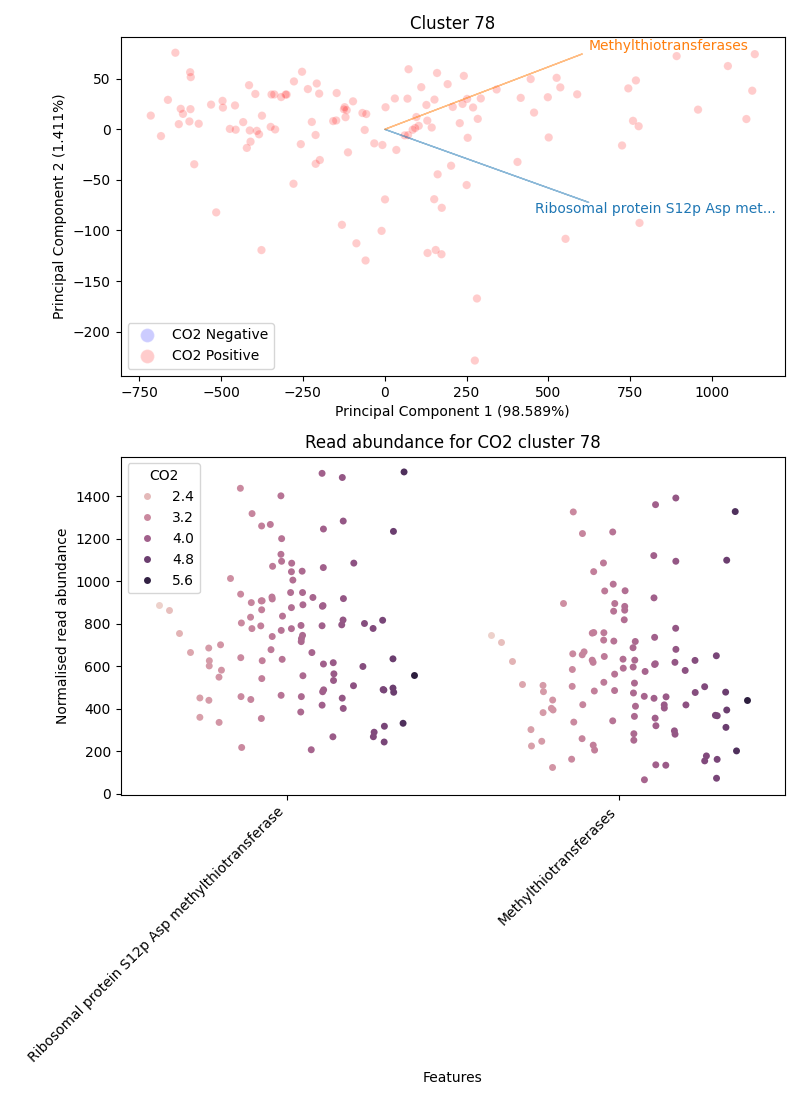 Cluster 78
Methylthiotransferases
Ribosomal protein S12p Asp met...
Principal Component 2 (1.411%)
50
0
−50
−100
−150
−200
CO2 Negative
CO2 Positive
−750 −500 −250 0 250 500 750 1000
Principal Component 1 (98.589%)
Read abundance for CO2 cluster 78
CO2
2.4
3.2
4.0
4.8
5.6
Normalised read abundance
1400
1200
1000
800
600
400
200
0
Ribosomal protein S12p Asp methylthiotransferase
Methylthiotransferases
Features